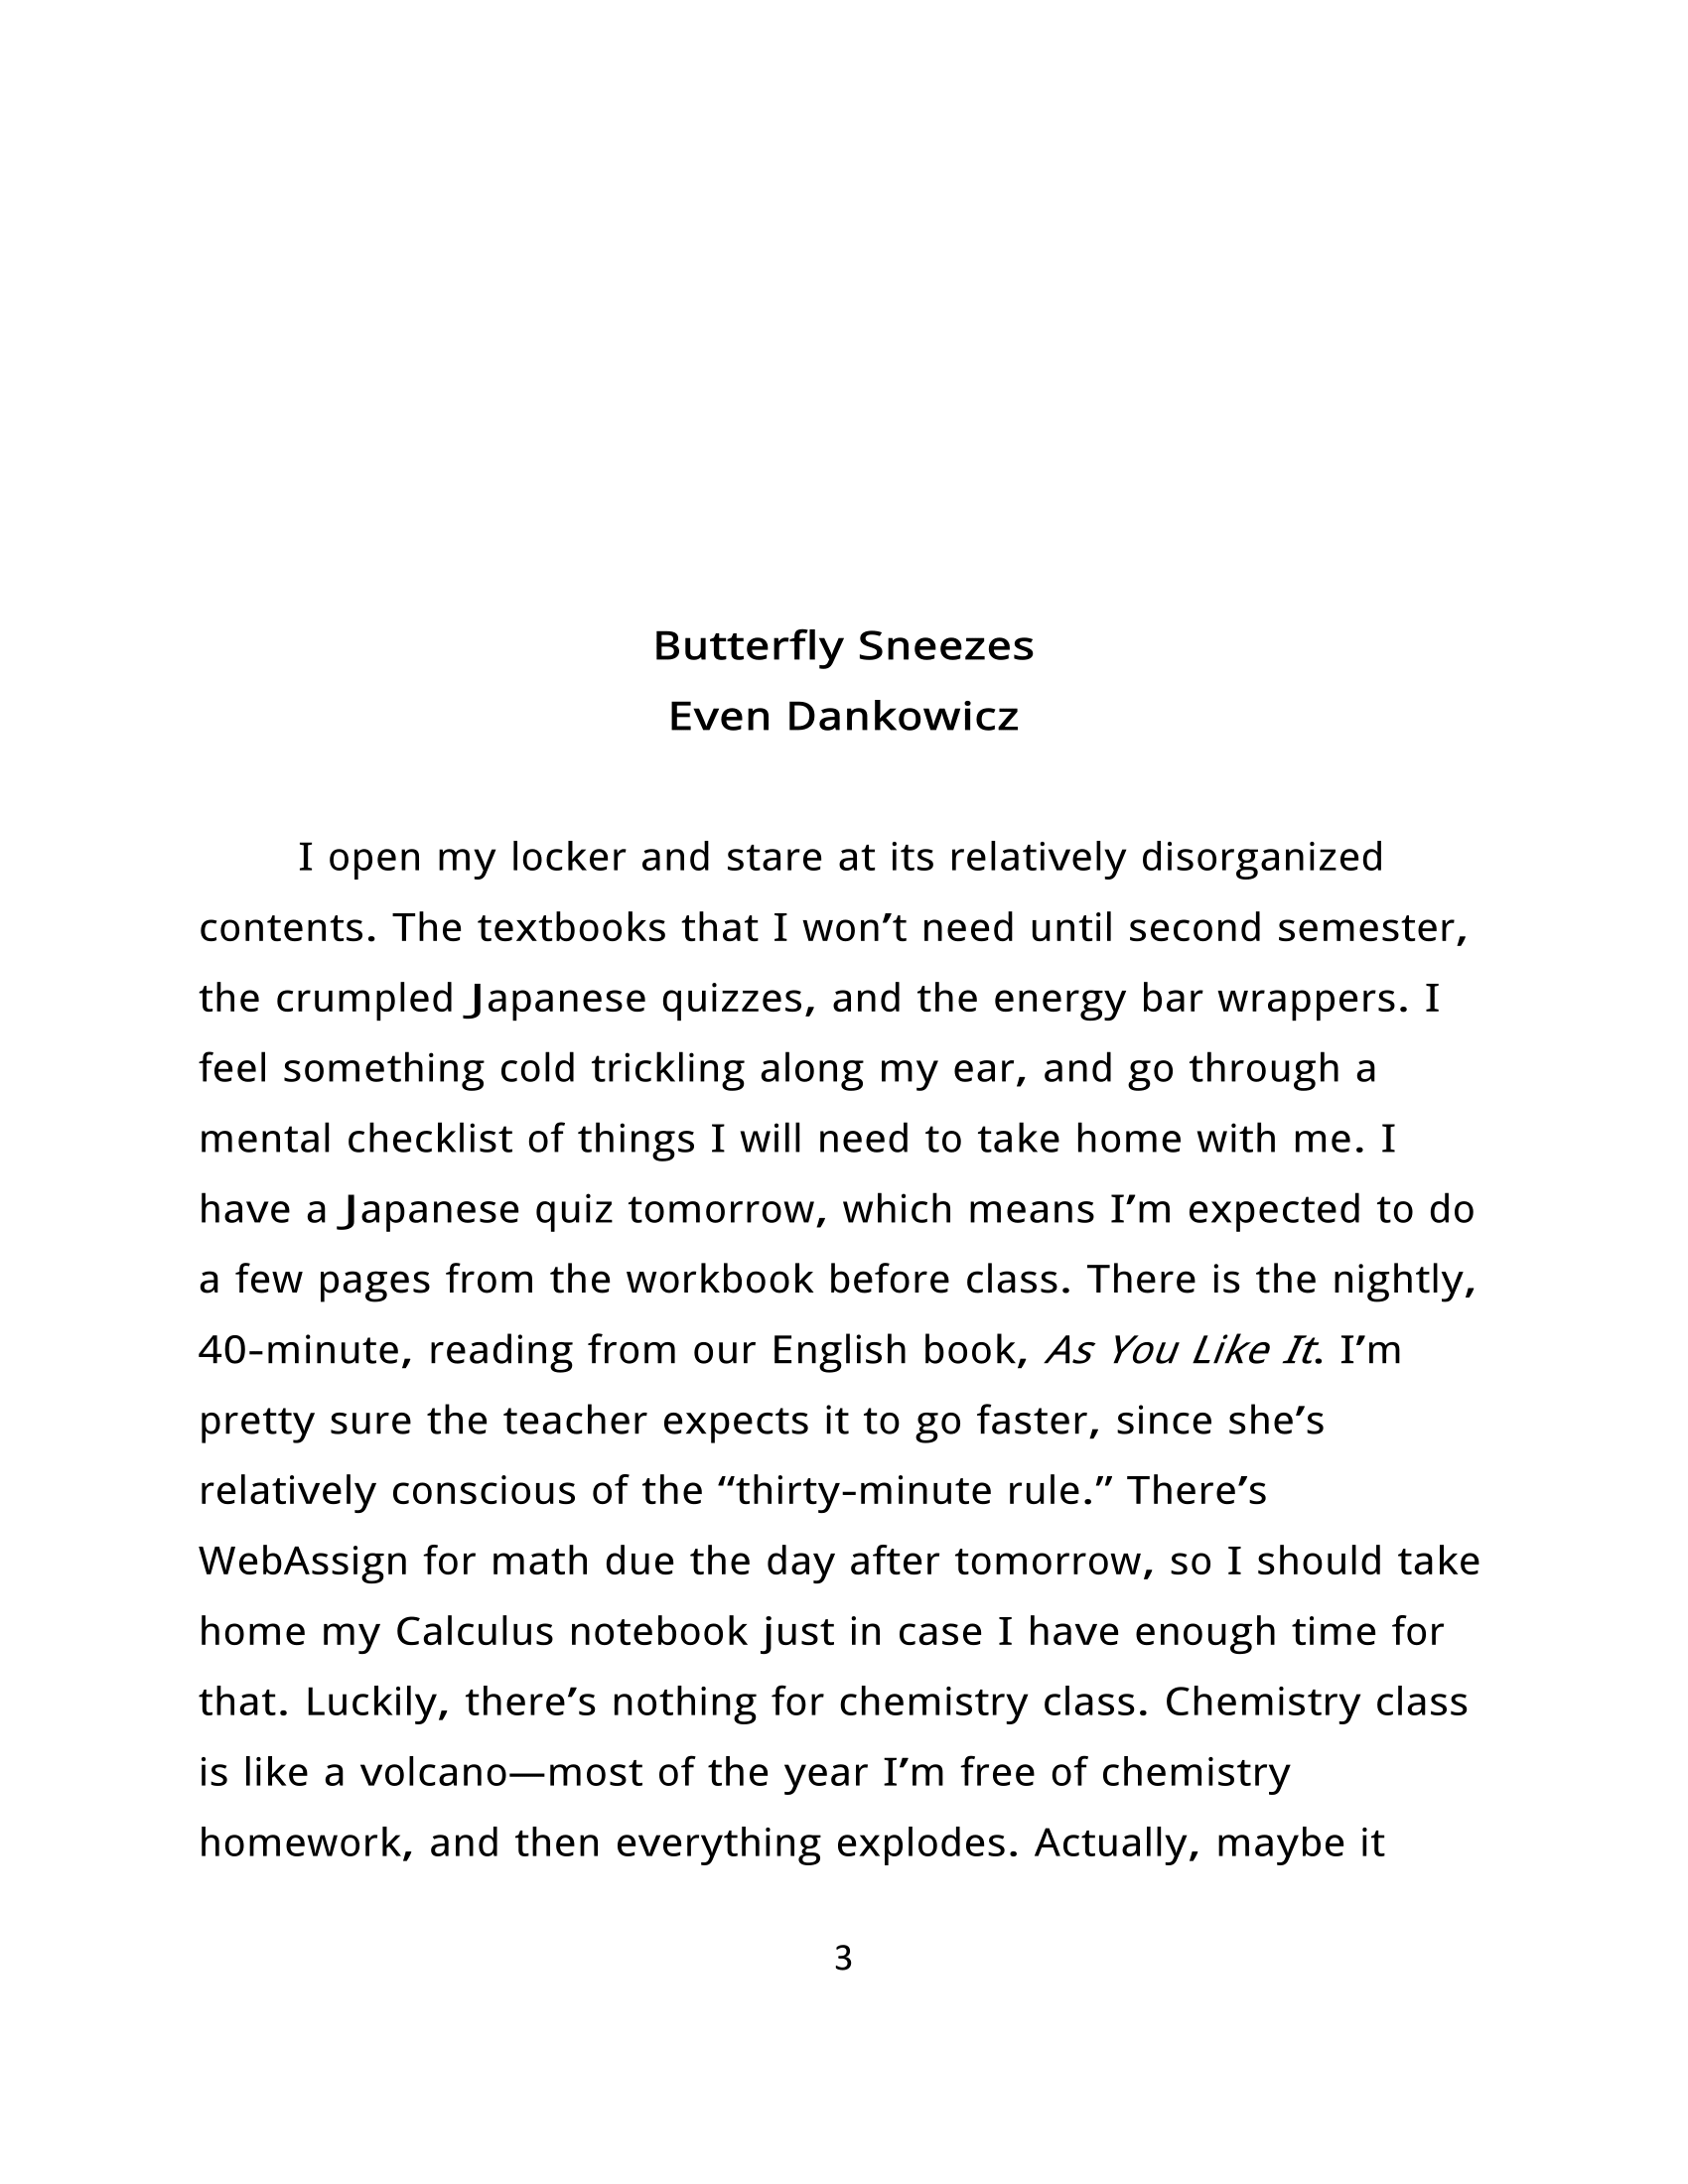 Butterfly Sneezes
Even Dankowicz
I open my locker and stare at its relatively disorganized
contents. The textbooks that I won’t need until second semester,
the crumpled Japanese quizzes, and the energy bar wrappers. I
feel something cold trickling along my ear, and go through a
mental checklist of things I will need to take home with me. I
have a Japanese quiz tomorrow, which means I’m expected to do
a few pages from the workbook before class. There is the nightly,
40-minute, reading from our English book, As You Like It. I’m
pretty sure the teacher expects it to go faster, since she’s
relatively conscious of the “thirty-minute rule.” There’s
WebAssign for math due the day after tomorrow, so I should take
home my Calculus notebook just in case I have enough time for
that. Luckily, there’s nothing for chemistry class. Chemistry class
is like a volcano—most of the year I’m free of chemistry
homework, and then everything explodes. Actually, maybe it
3